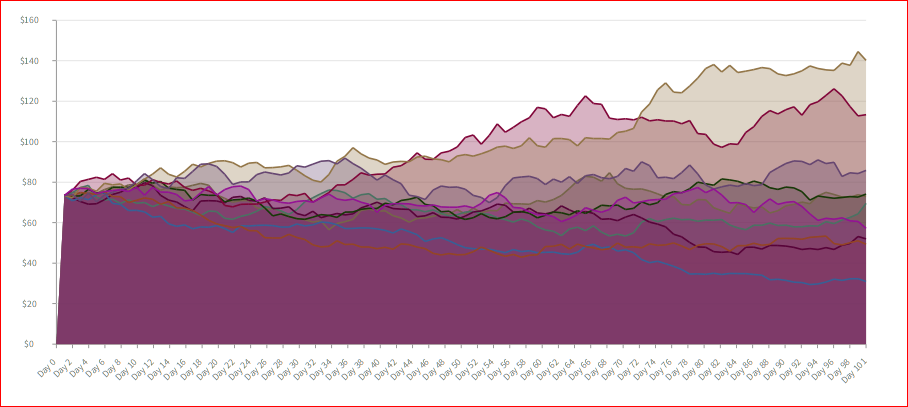 $160
$140
$120
$100
$80
$60
$40
$20
$0
Day 0
Day 2
Day 4
Day 6
Day 8
Day 10
Day 12
Day 14
Day 16
Day 18
Day 20
Day 22
Day 24
Day 26
Day 28
Day 30
Day 32
Day 34
Day 36
Day 38
Day 40
Day 42
Day 44
Day 46
Day 48
Day 50
Day 52
Day 54
Day 56
Day 58
Day 60
Day 62
Day 64
Day 66
Day 68
Day 70
Day 72
Day 74
Day 76
Day 78
Day 80
Day 82
Day 84
Day 86
Day 88
Day 90
Day 92
Day 94
Day 96
Day 98
Day 101